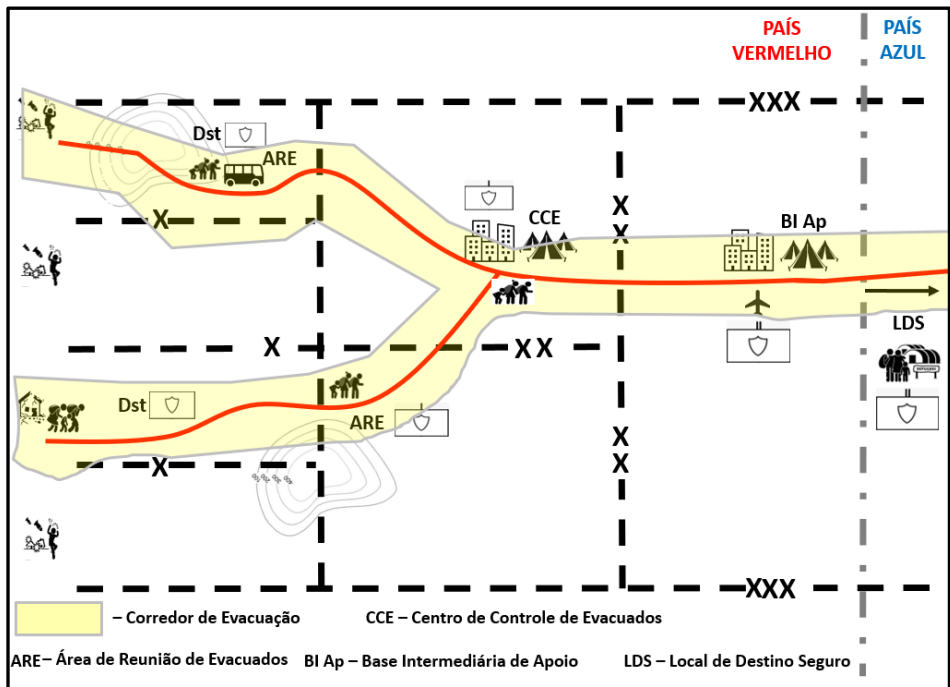 PAÍS
VERMELHO
PAÍS
AZUL
XXX
Dst
ARE
X
X
CCE
X
BI Ap
LDS
X
XX
Dst
ARE
X
X
X
XXX
– Corredor de Evacuação
CCE – Centro de Controle de Evacuados
ARE – Área de Reunião de Evacuados
BI Ap – Base Intermediária de Apoio
LDS – Local de Destino Seguro